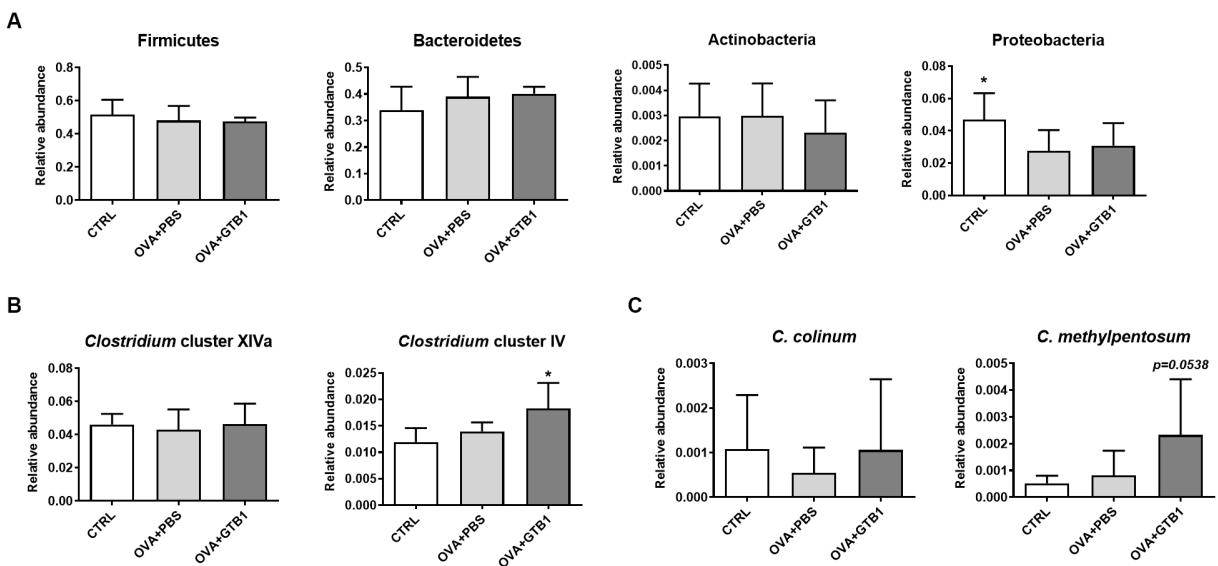 A
Firmicutes
Relative abundance
0.8
0.6
0.4
0.2
0.0
CTRL
OVA+PBS
OVA+GTB1
Bacteroidetes
Relative abundance
0.5
0.4
0.3
0.2
0.1
0.0
CTRL
OVA+PBS
OVA+GTB1
Actinobacteria
Relative abundance
0.005
0.004
0.003
0.002
0.001
0.000
CTRL
OVA+PBS
OVA+GTB1
Proteobacteria
Relative abundance
0.08
0.06
0.04
0.02
0.00
*
CTRL
OVA+PBS
OVA+GTB1
B
Clostridium cluster XIVa
Relative abundance
0.08
0.06
0.04
0.02
0.00
CTRL
OVA+PBS
OVA+GTB1
Clostridium cluster IV
Relative abundance
0.025
0.020
0.015
0.010
0.005
0.000
*
CTRL
OVA+PBS
OVA+GTB1
C
C. colinum
Relative abundance
0.003
0.002
0.001
0.000
CTRL
OVA+PBS
OVA+GTB1
C. methylpentosum
Relative abundance
0.005
0.004
0.003
0.002
0.001
0.000
p=0.0538
CTRL
OVA+PBS
OVA+GTB1